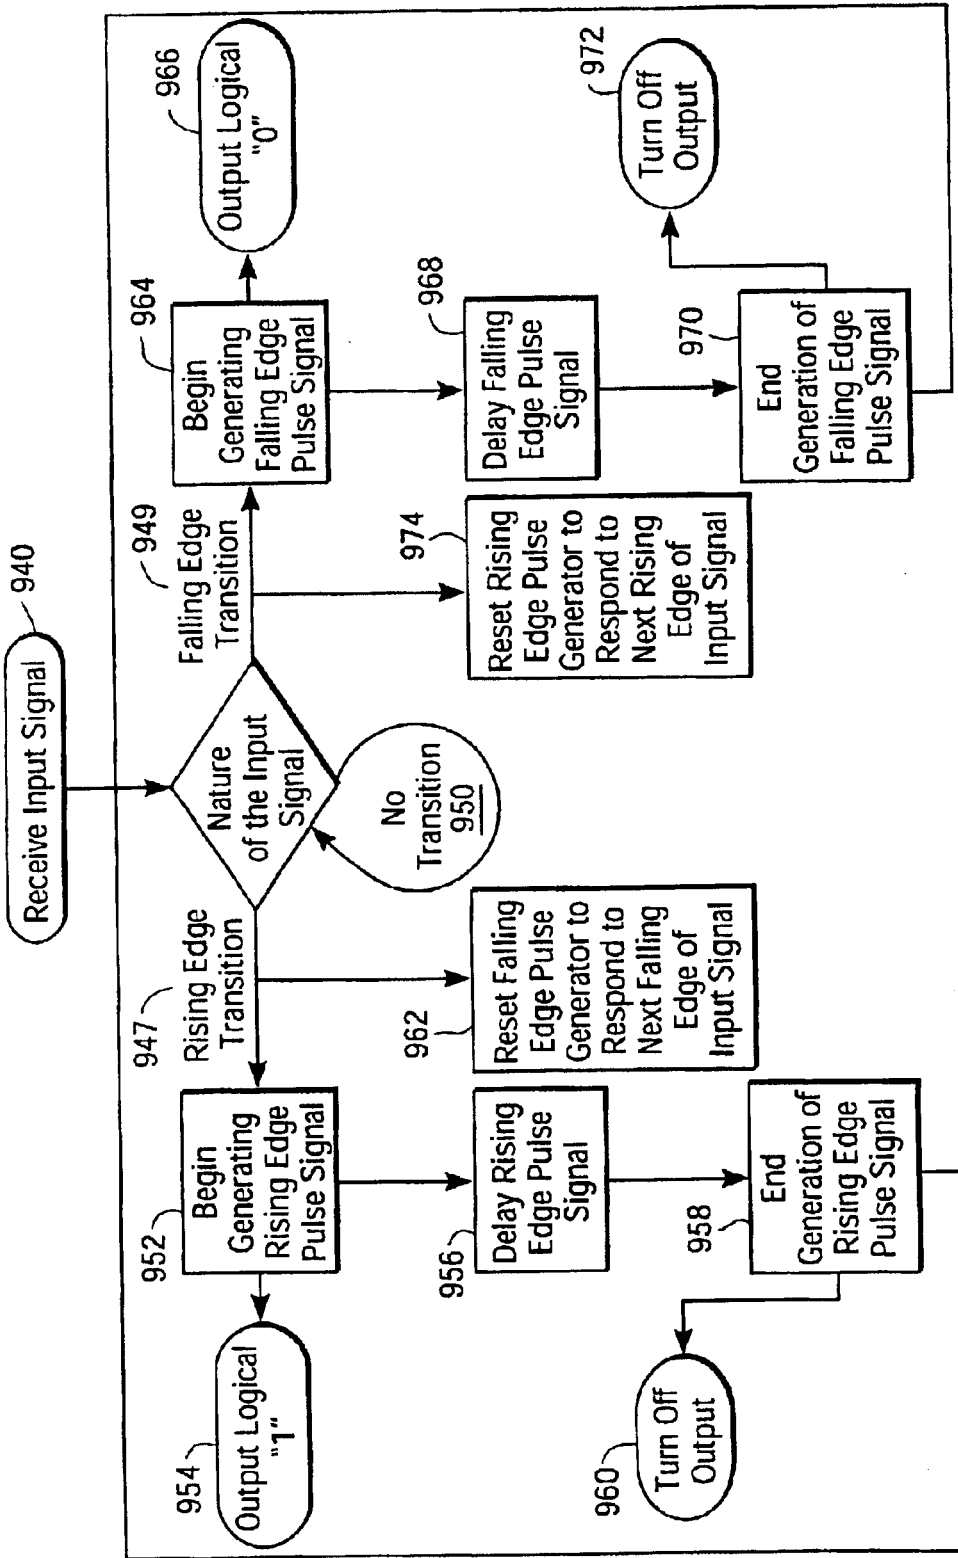 940
Receive Input Signal
Nature
of the Input
Signal
No
Transition
950
947
Rising Edge
Transition
952
Begin
Generating
Rising Edge
Pulse Signal
954
Output Logical
"1"
956
Delay Rising
Edge Pulse
Signal
958
End
Generation of
Rising Edge
Pulse Signal
960
Turn Off
Output
962
Reset Falling
Edge Pulse
Generator to
Respond to
Next Falling
Edge of
Input Signal
949
Falling Edge
Transition
964
Begin
Generating
Falling Edge
Pulse Signal
966
Output Logical
"0"
968
Delay Falling
Edge Pulse
Signal
970
End
Generation of
Falling Edge
Pulse Signal
972
Turn Off
Output
974
Reset Rising
Edge Pulse
Generator to
Respond to
Next Rising
Edge of
Input Signal